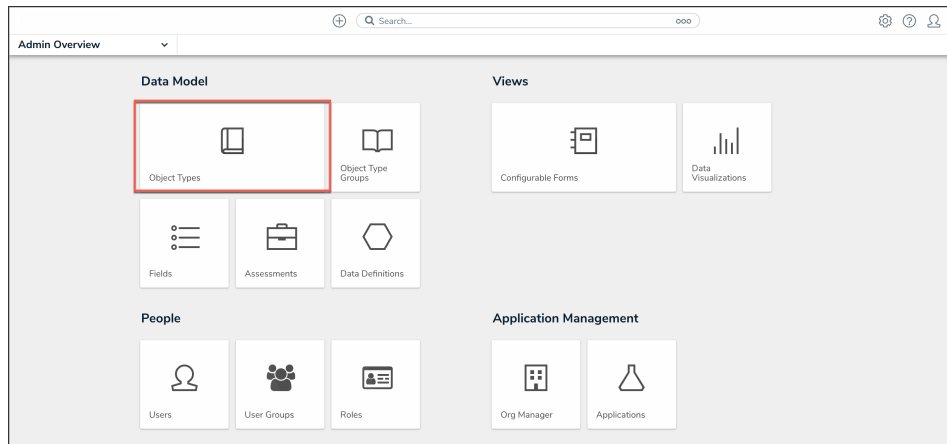 Search...
Admin Overview
Data Model
Object Types
Object Type
Groups
Fields
Assessments
Data Definitions
Views
Configurable Forms
Data
Visualizations
People
Users
User Groups
Roles
Application Management
Org Manager
Applications